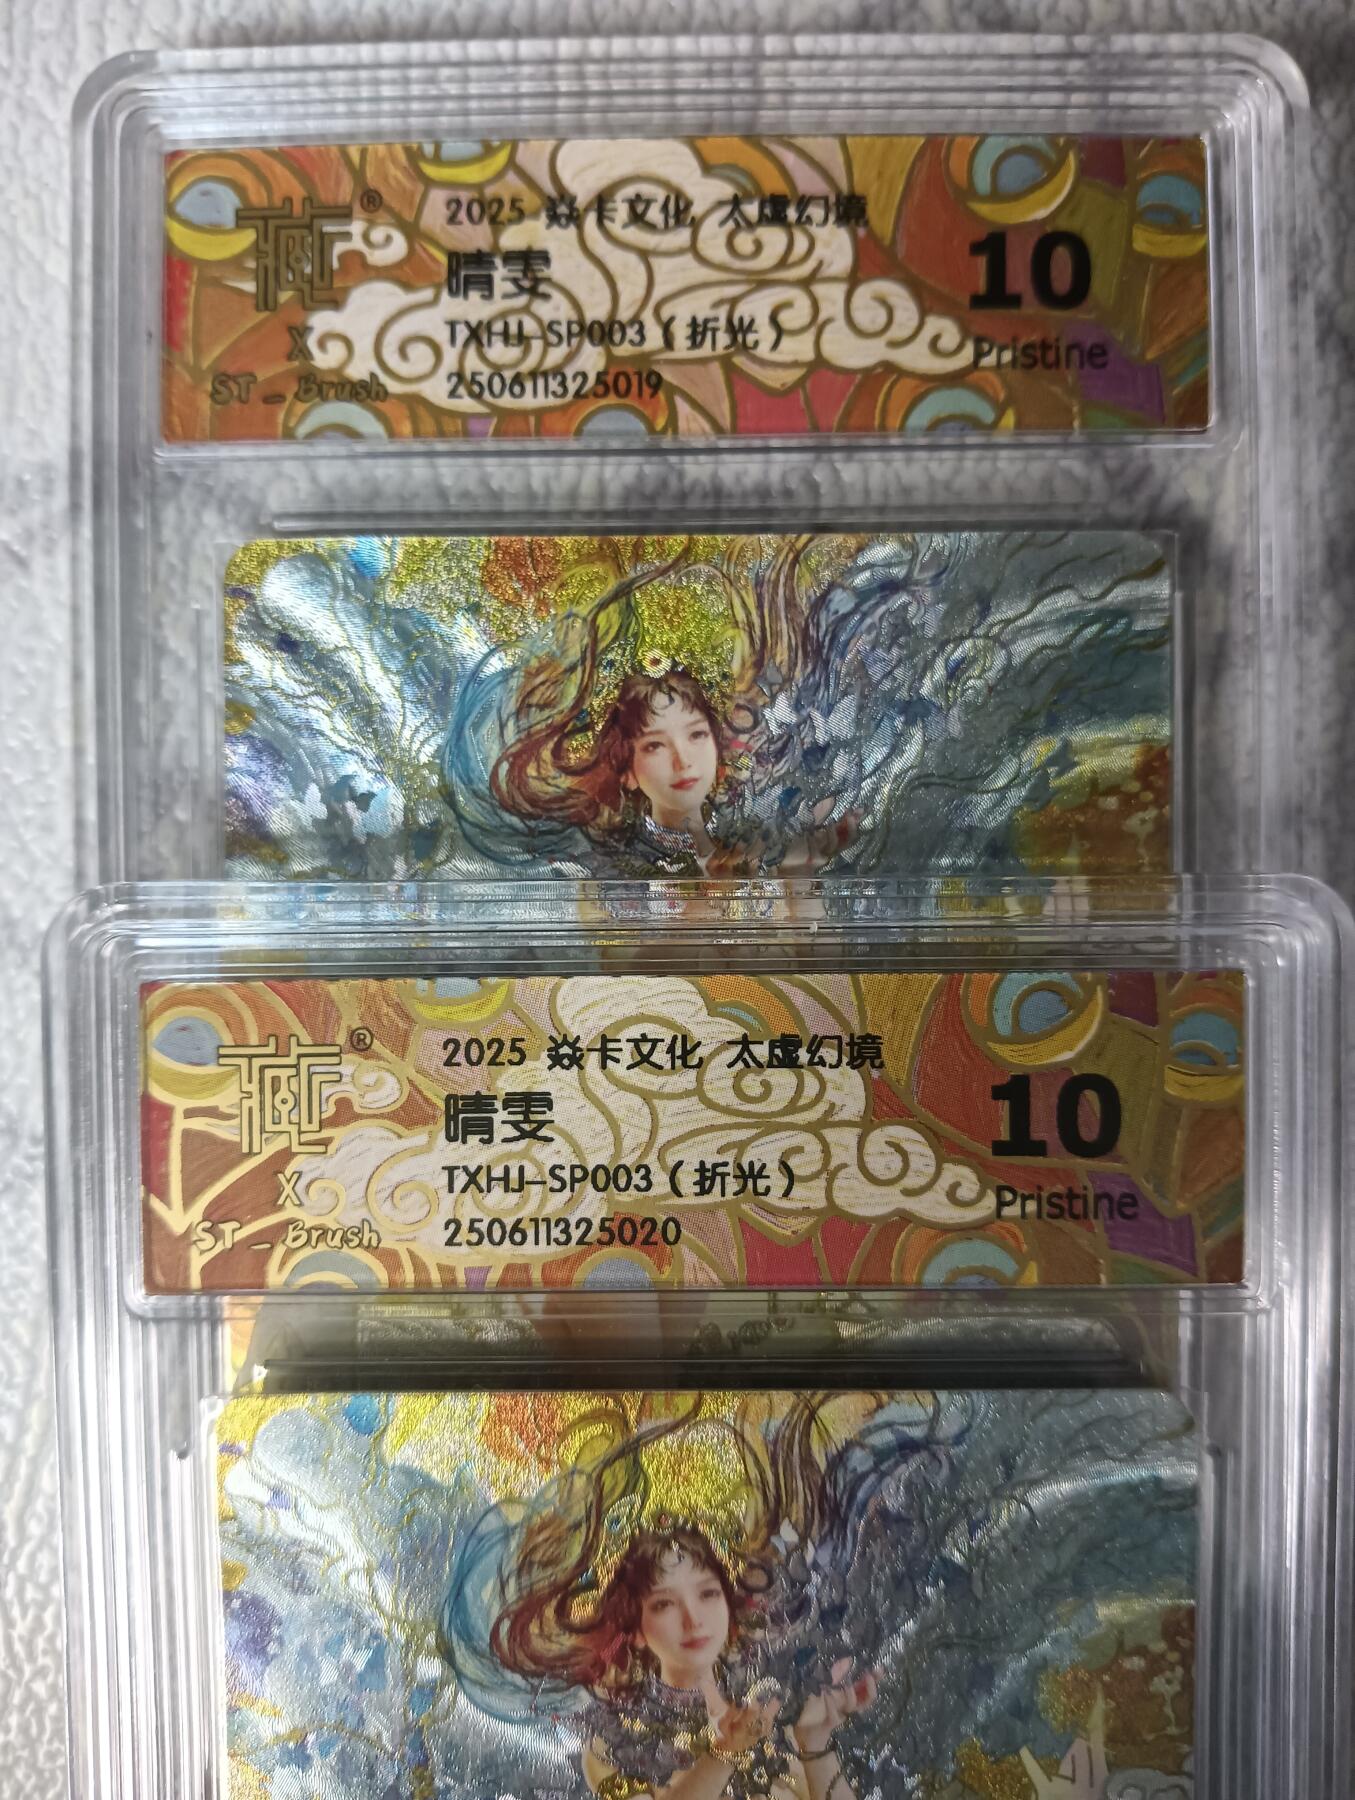 藏®
X
ST_Brush
2025 焱卡文化 太虚幻境
晴雯
TXHJ-SP003（折光）
250611325019
10
Pristine
藏®
X
ST_Brush
2025 焱卡文化 太虚幻境
晴雯
TXHJ-SP003（折光）
250611325020
10
Pristine